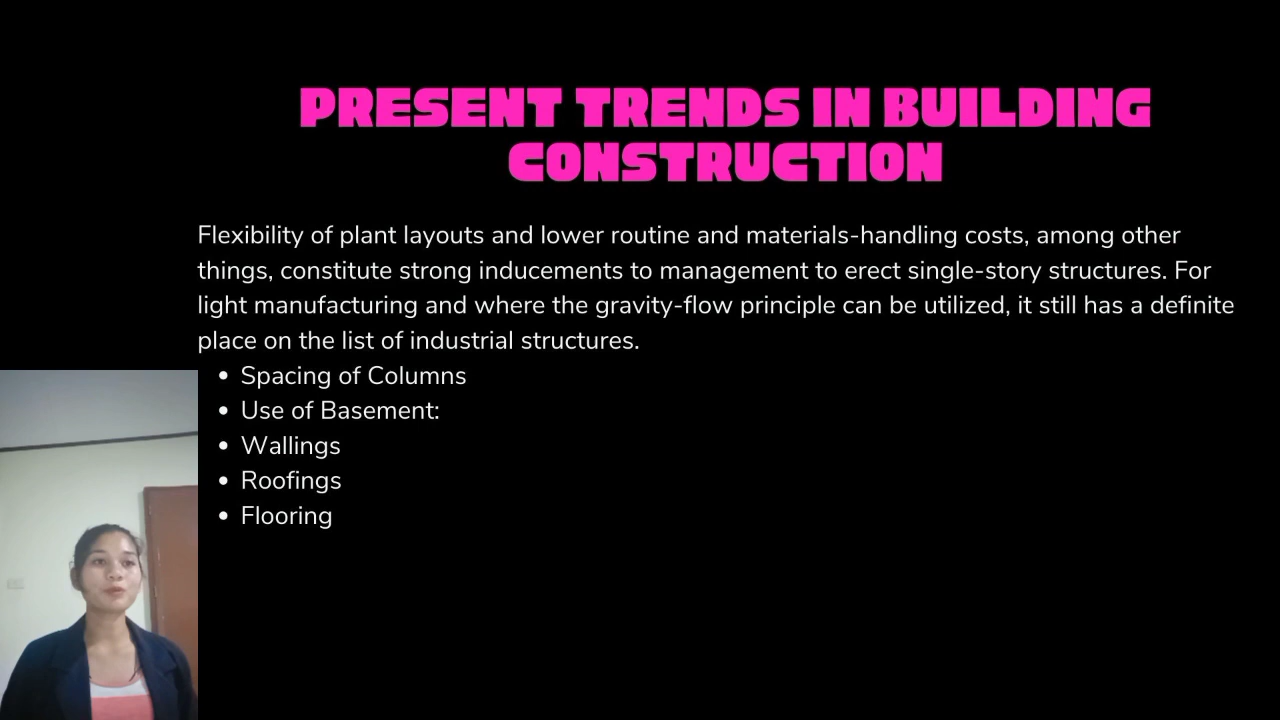 PRESENT TRENDS IN BUILDING
CONSTRUCTION
Flexibility of plant layouts and lower routine and materials-handling costs, among other
things, constitute strong inducements to management to erect single-story structures. For
light manufacturing and where the gravity-flow principle can be utilized, it still has a definite
place on the list of industrial structures.
• Spacing of Columns
• Use of Basement:
• Wallings
• Roofings
• Flooring